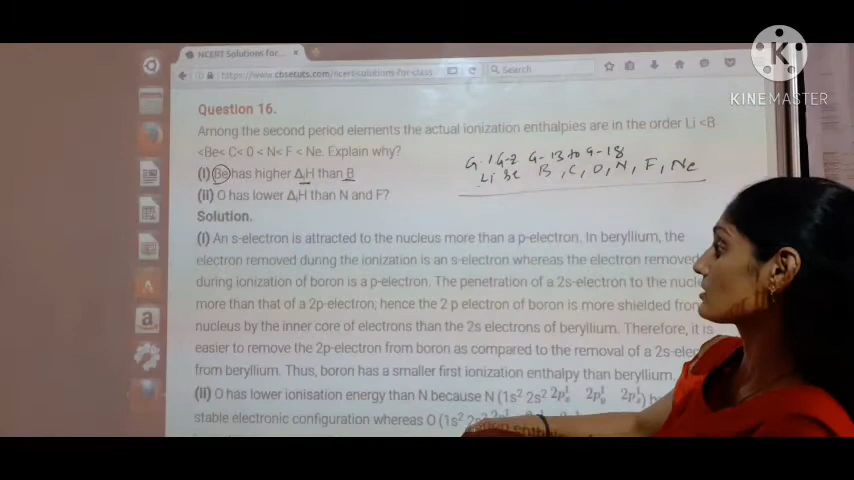 K
KINEMASTER
NCERT Solutions for...
https://www.cbsetuts.com/ncert-solutions-for-class
Search
Question 16.
Among the second period elements the actual ionization enthalpies are in the order Li <B
<Be< C< O < N< F < Ne. Explain why?
G-1 G-2 G-13 to G-18
Li Be B, C, O, N, F, Ne
(i) Be has higher ΔᵢH than B
(ii) O has lower ΔᵢH than N and F?
Solution.
(i) An s-electron is attracted to the nucleus more than a p-electron. In beryllium, the
electron removed during the ionization is an s-electron whereas the electron removed
during ionization of boron is a p-electron. The penetration of a 2s-electron to the
more than that of a 2p-electron; hence the 2 p electron of boron is more shielded from
nucleus by the inner core of electrons than the 2s electrons of beryllium. Therefore, it is
easier to remove the 2p-electron from boron as compared to the removal of a 2s-
from beryllium. Thus, boron has a smaller first ionization enthalpy than beryllium.
(ii) O has lower ionisation energy than N because N (1s² 2s² 2pₓ¹ 2pᵧ¹
stable electronic configuration whereas O (1s²